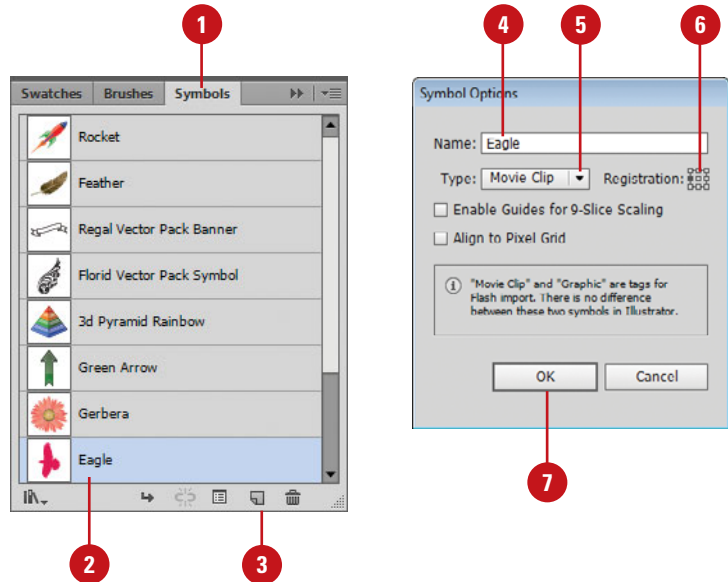 1
4
5
6
Swatches Brushes Symbols
Rocket
Feather
Regal Vector Pack Banner
Florid Vector Pack Symbol
3d Pyramid Rainbow
Green Arrow
Gerbera
Eagle
2
3
Symbol Options
Name: Eagle
Type: Movie Clip Registration:
Enable Guides for 9-Slice Scaling
Align to Pixel Grid
"Movie Clip" and "Graphic" are tags for
Flash import. There is no difference
between these two symbols in Illustrator.
OK Cancel
7